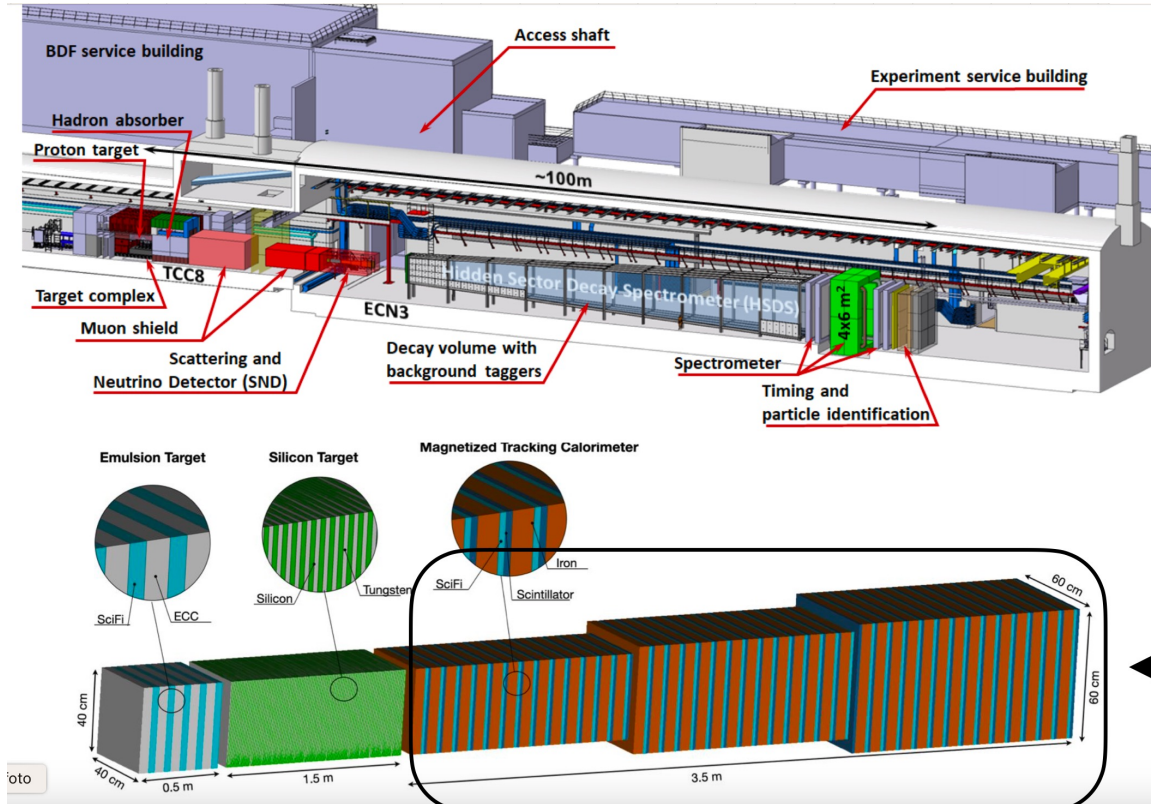 BDF service building
Access shaft
Experiment service building
Hadron absorber
Proton target
~100m
TCC8
Target complex
Muon shield
ECN3
Hidden Sector Decay Spectrometer (HSDS)
4x6 m²
Scattering and
Neutrino Detector (SND)
Decay volume with
background taggers
Spectrometer
Timing and
particle identification
Emulsion Target
Silicon Target
Magnetized Tracking Calorimeter
SciFi
ECC
Silicon
Tungsten
SciFi
Scintillator
Iron
60 cm
60 cm
40 cm
40 cm
0.5 m
1.5 m
3.5 m
foto